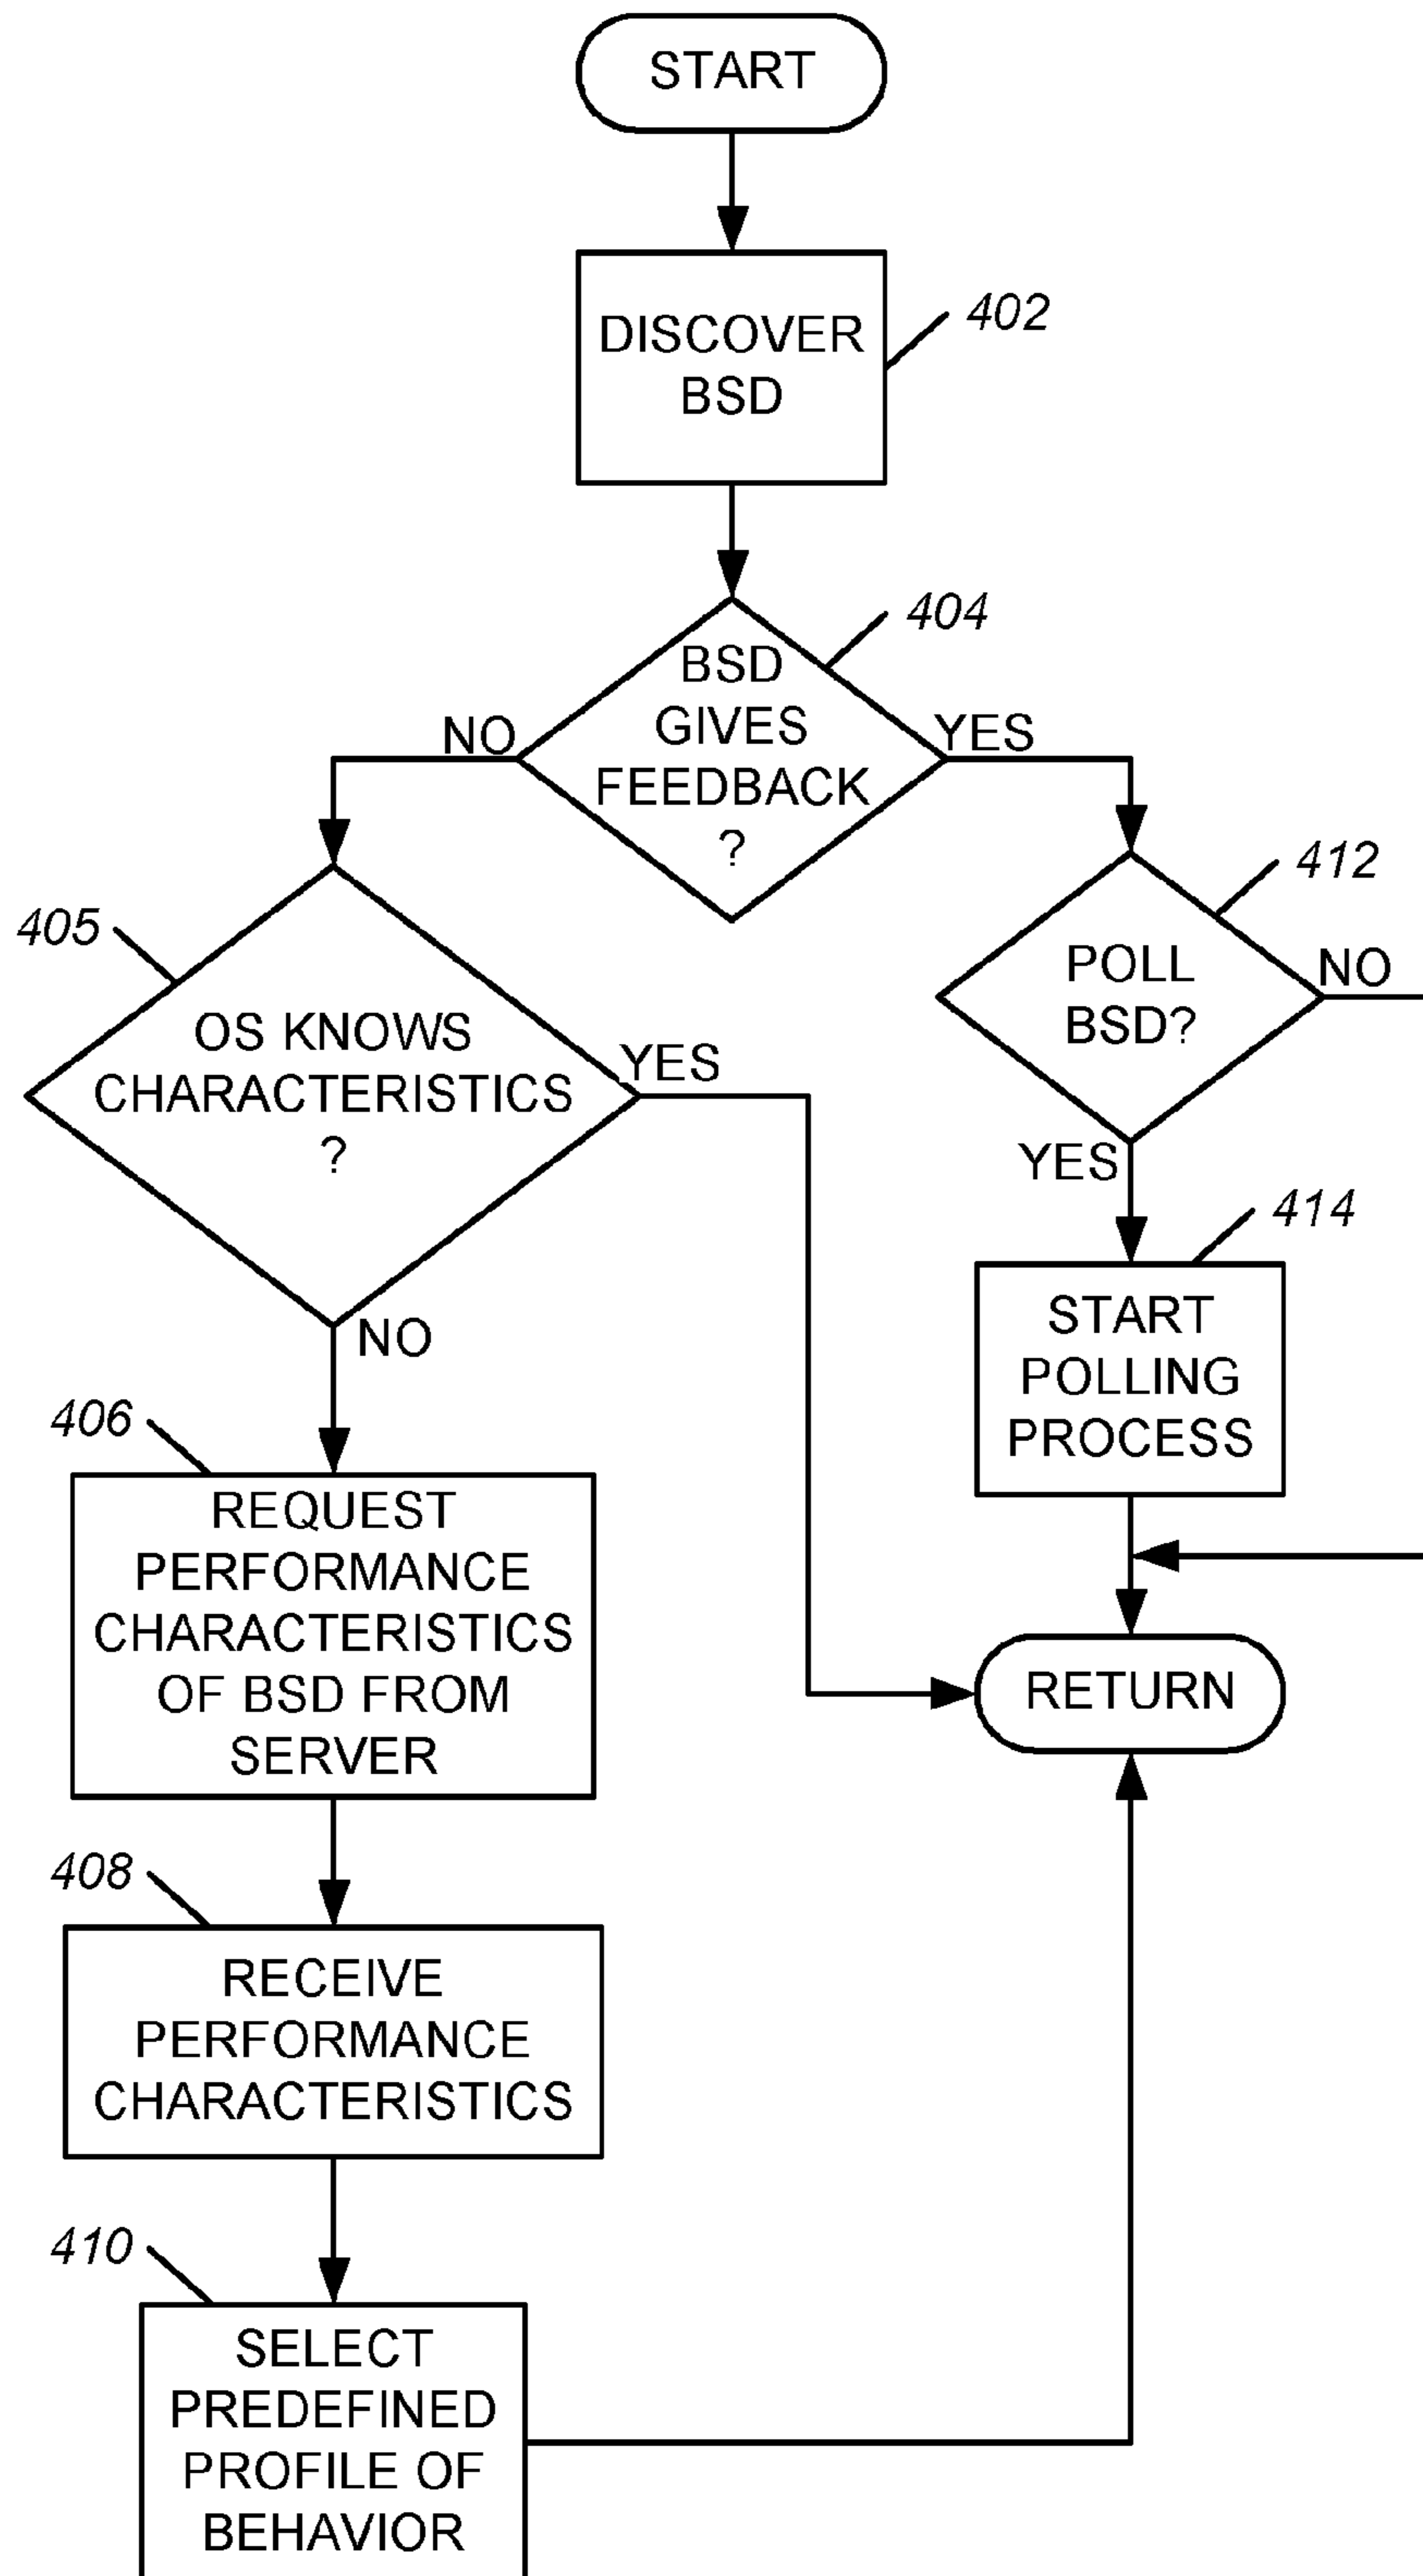 START
DISCOVER
BSD
402
BSD
GIVES
FEEDBACK
?
404
NO
YES
405
OS KNOWS
CHARACTERISTICS
?
YES
NO
412
POLL
BSD?
NO
YES
414
START
POLLING
PROCESS
406
REQUEST
PERFORMANCE
CHARACTERISTICS
OF BSD FROM
SERVER
RETURN
408
RECEIVE
PERFORMANCE
CHARACTERISTICS
410
SELECT
PREDEFINED
PROFILE OF
BEHAVIOR